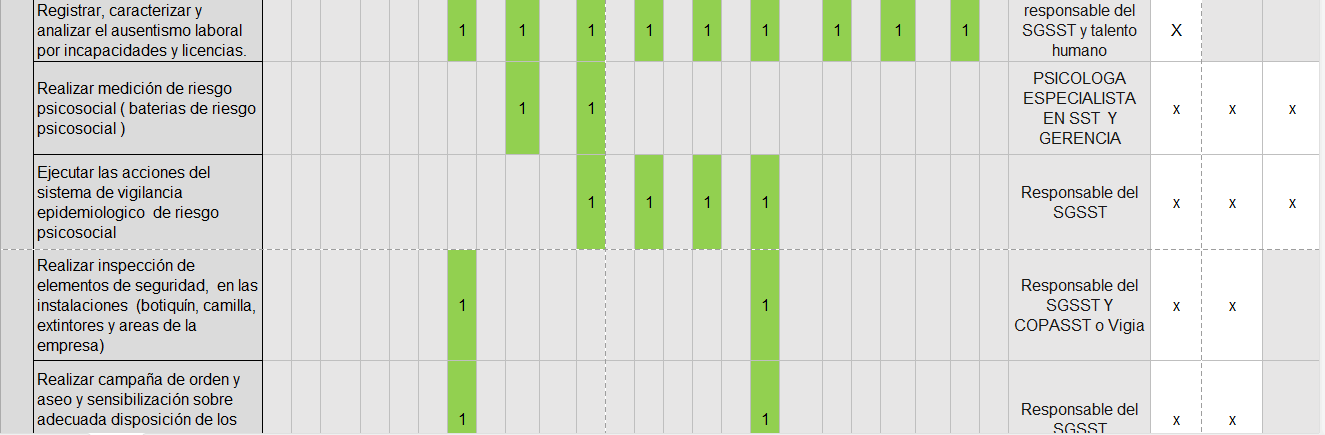 Registrar, caracterizar y
analizar el ausentismo laboral
por incapacidades y licencias.
1 1 1 1 1 1 1 1 1
responsable del
SGSST y talento
humano
X
Realizar medición de riesgo
psicosocial ( baterias de riesgo
psicosocial )
1 1
PSICOLOGA
ESPECIALISTA
EN SST Y
GERENCIA
x x x
Ejecutar las acciones del
sistema de vigilancia
epidemiologico de riesgo
psicosocial
1 1 1 1
Responsable del
SGSST
x x x
Realizar inspección de
elementos de seguridad, en las
instalaciones (botiquín, camilla,
extintores y areas de la
empresa)
1 1
Responsable del
SGSST Y
COPASST o Vigia
x x
Realizar campaña de orden y
aseo y sensibilización sobre
adecuada disposición de los
1 1
Responsable del
SGSST
x x